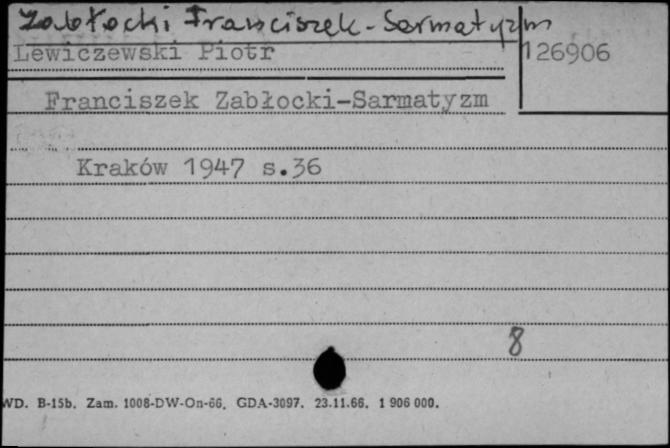 Zabłocki Franciszek - Sarmatyzm
Lewiczewski Piotr
126906
Franciszek Zabłocki-Sarmatyzm
Kraków 1947 s.36
8
WD. B-15b. Zam. 1008-DW-On-66. GDA-3097. 23.11.66. 1 906 000.